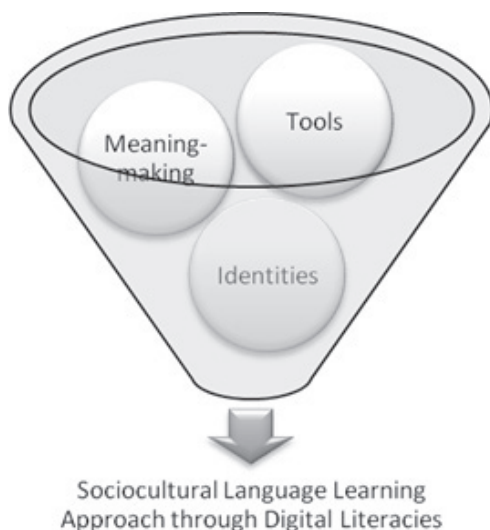 Tools
Meaning-
making
Identities
Sociocultural Language Learning
Approach through Digital Literacies